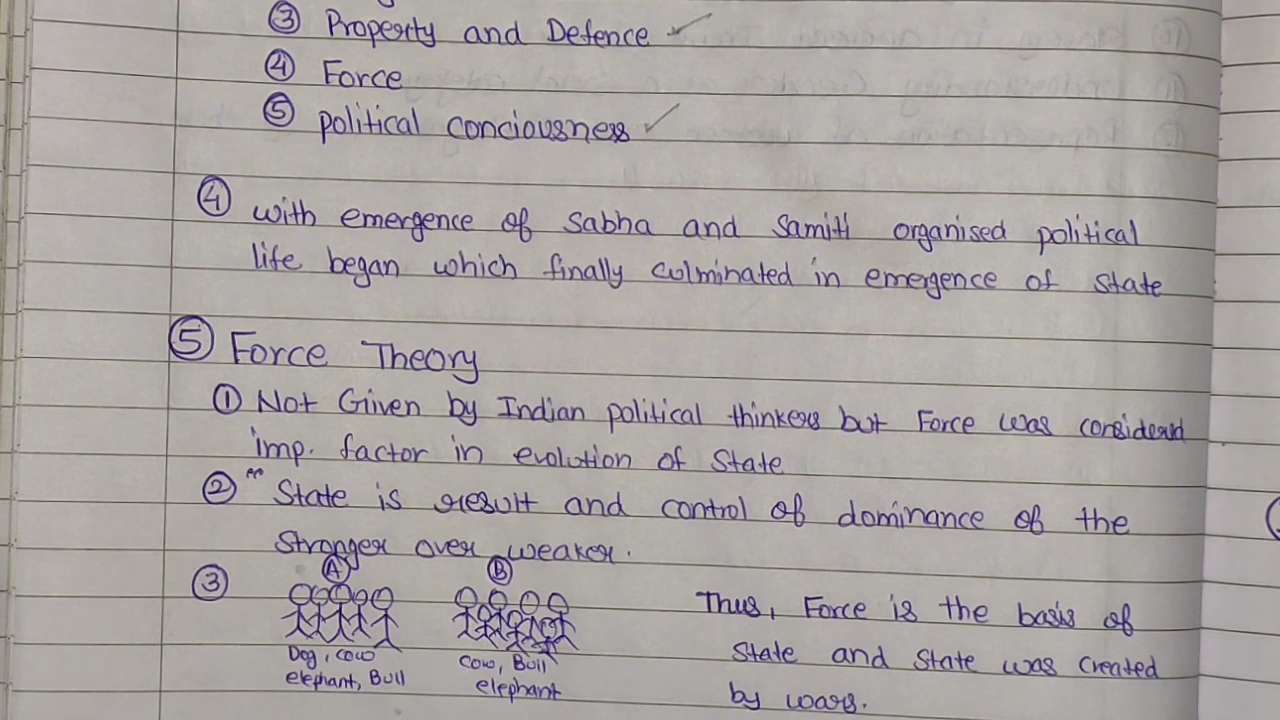 ③ Property and Defence ✓
④ Force
⑤ political conciousness ✓
④ with emergence of Sabha and Samiti organised political
life began which finally culminated in emergence of state
⑤ Force Theory
① Not Given by Indian political thinkers but Force was considered
imp. factor in evolution of State
② " State is result and control of dominance of the
Stronger over weaker.
Ⓐ Ⓑ
③ Thus, Force is the basis of
Dog, cow
elephant, Bull
Cow, Bull
elephant
State and State was created
by wars.